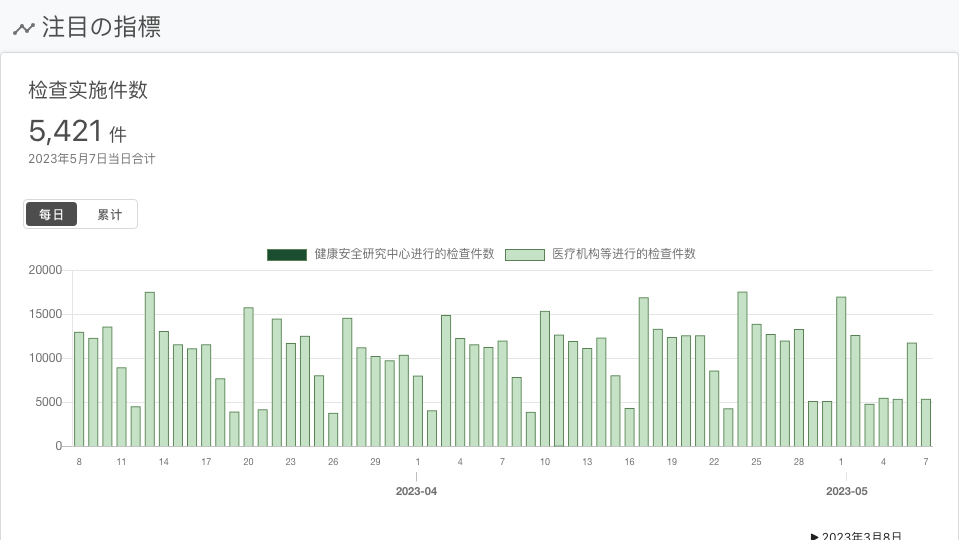 注目の指標
检查实施件数
5,421 件
2023年5月7日当日合计
每日 累计
健康安全研究中心进行的检查件数 医疗机构等进行的检查件数
20000
15000
10000
5000
0
8 11 14 17 20 23 26 29 1 4 7 10 13 16 19 22 25 28 1 4 7
2023-04 2023-05
▶ 2023年3月8日